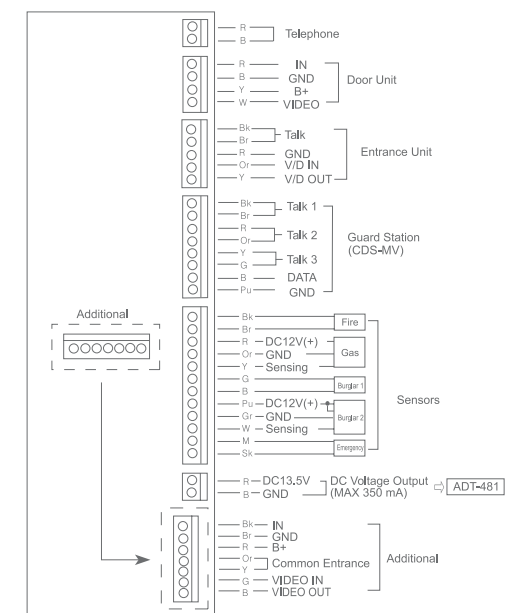 R
Telephone
B
R IN
B GND
Door Unit
Y B+
W VIDEO
Bk
Talk
Br
R GND
Entrance Unit
Or V/D IN
Y V/D OUT
Bk
Talk 1
Br
R
Talk 2
Or
Guard Station
(CDS-MV)
Y
Talk 3
G
B DATA
Pu GND
Additional
Bk
Fire
Br
R DC12V(+)
Or GND Gas
Y Sensing
G
Burglar 1
B
Sensors
Pu DC12V(+)
Gr GND Burglar 2
W Sensing
M
Emergency
Sk
R DC13.5V DC Voltage Output
ADT-481
B GND (MAX 350 mA)
Bk IN
Br GND
R B+
Or
Common Entrance Additional
Y
G VIDEO IN
B VIDEO OUT